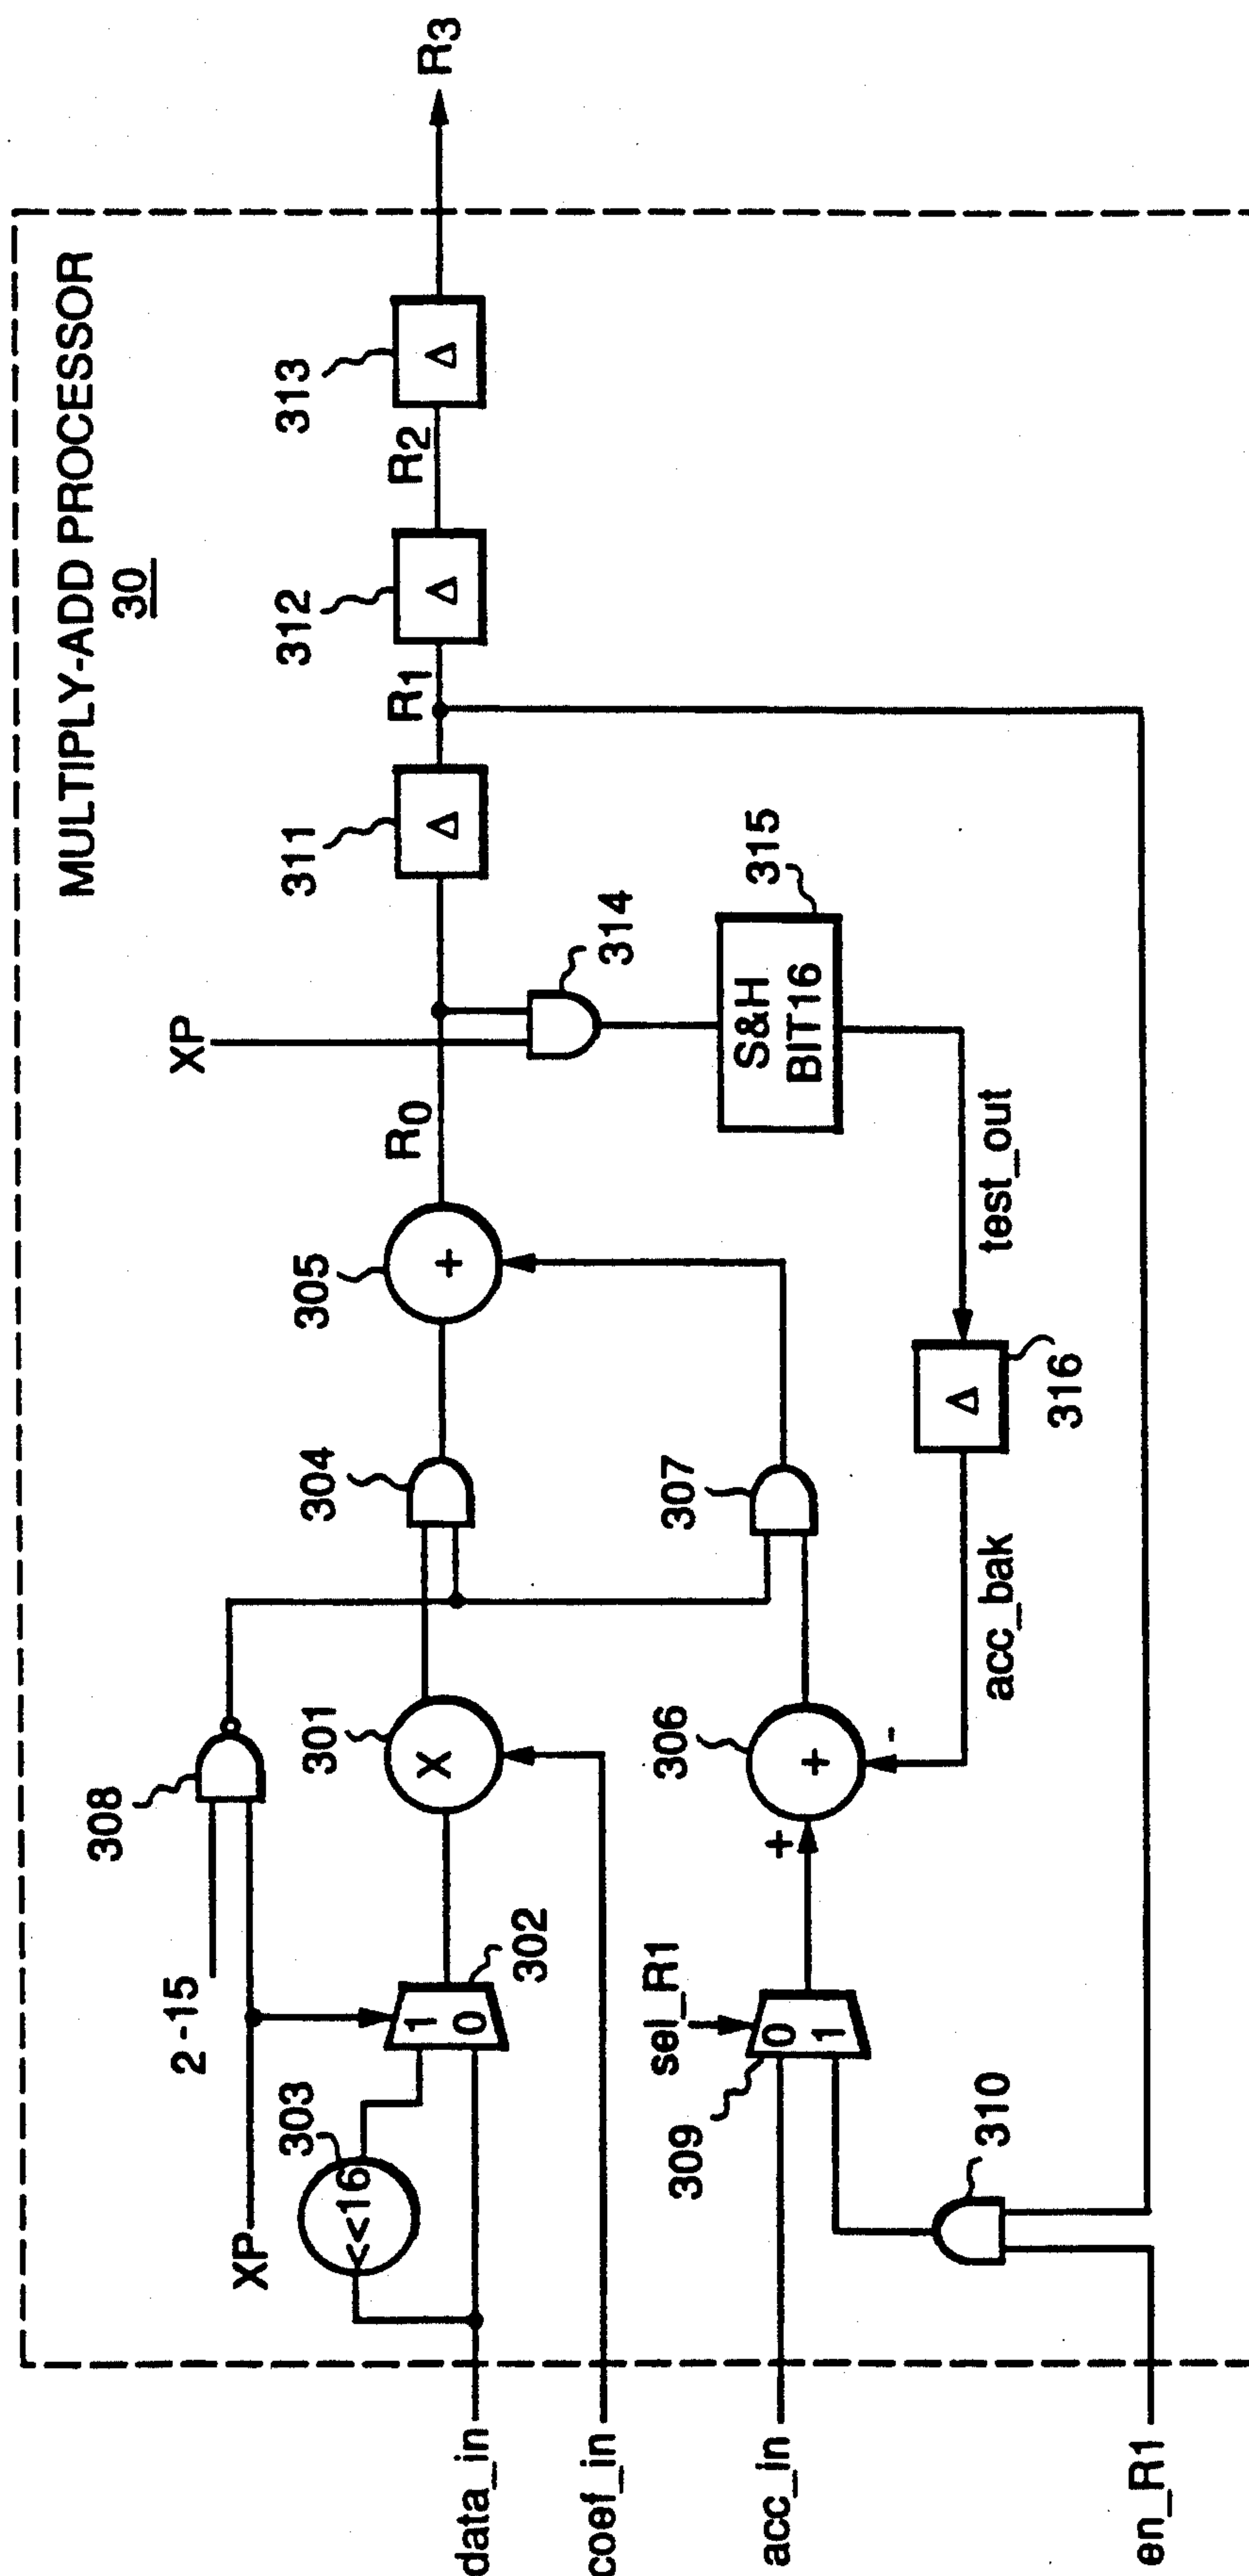 MULTIPLY-ADD PROCESSOR
30
XP
2-15
308
303
<<16
1
0
302
301
X
304
305
+
R0
XP
314
311
Δ
R1
312
Δ
R2
313
Δ
R3
data_in
coef_in
acc_in
en_R1
sel_R1
309
0
1
310
+
306
+
-
307
acc_bak
316
Δ
test_out
S&H
BIT16
315